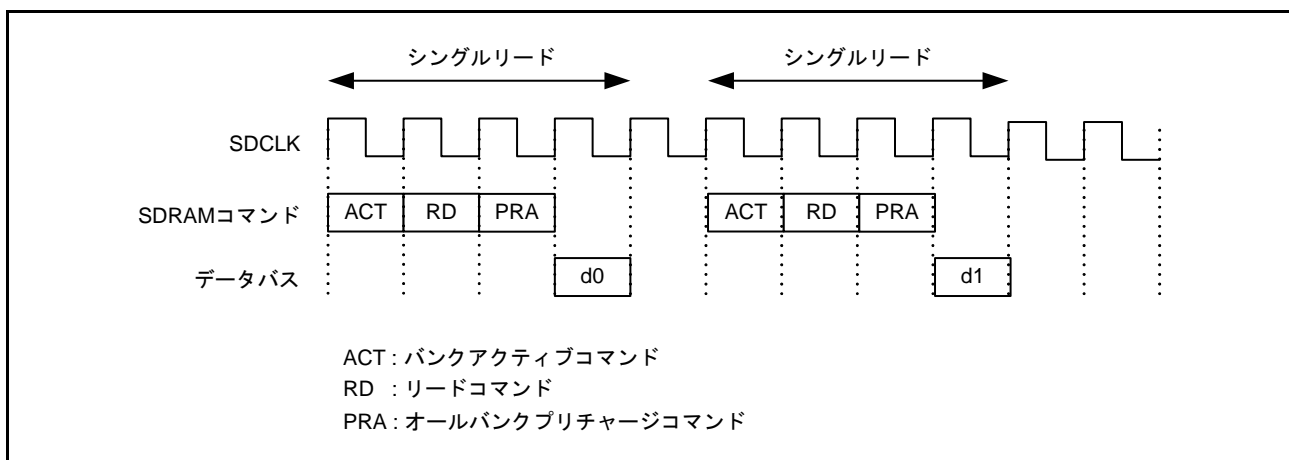 シングルリード シングルリード
SDCLK
SDRAMコマンド ACT RD PRA ACT RD PRA
データバス d0 d1
ACT : バンクアクティブコマンド
RD : リードコマンド
PRA : オールバンクプリチャージコマンド